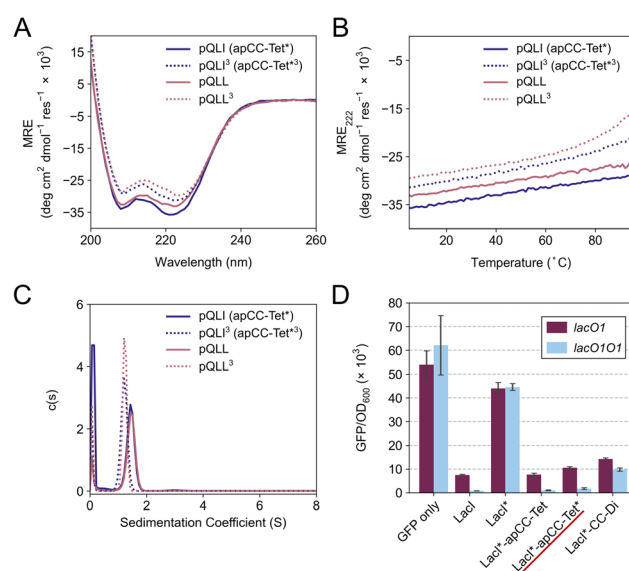 A
pQLI (apCC-Tet*)
pQLI³ (apCC-Tet*³)
pQLL
pQLL³
15
5
−5
−15
−25
−35
MRE
(deg cm² dmol⁻¹ res⁻¹ × 10³)
200 220 240 260
Wavelength (nm)
B
pQLI (apCC-Tet*)
pQLI³ (apCC-Tet*³)
pQLL
pQLL³
−5
−15
−25
−35
MRE₂₂₂
(deg cm² dmol⁻¹ res⁻¹ × 10³)
20 40 60 80
Temperature (˚C)
C
pQLI (apCC-Tet*)
pQLI³ (apCC-Tet*³)
pQLL
pQLL³
6
4
2
0
c(s)
0 2 4 6 8
Sedimentation Coefficient (S)
D
lacO1
lacO1O1
80
70
60
50
40
30
20
10
0
GFP/OD₆₀₀ (× 10³)
GFP only
LacI
LacI*
LacI*-apCC-Tet
LacI*-apCC-Tet*
LacI*-CC-Di